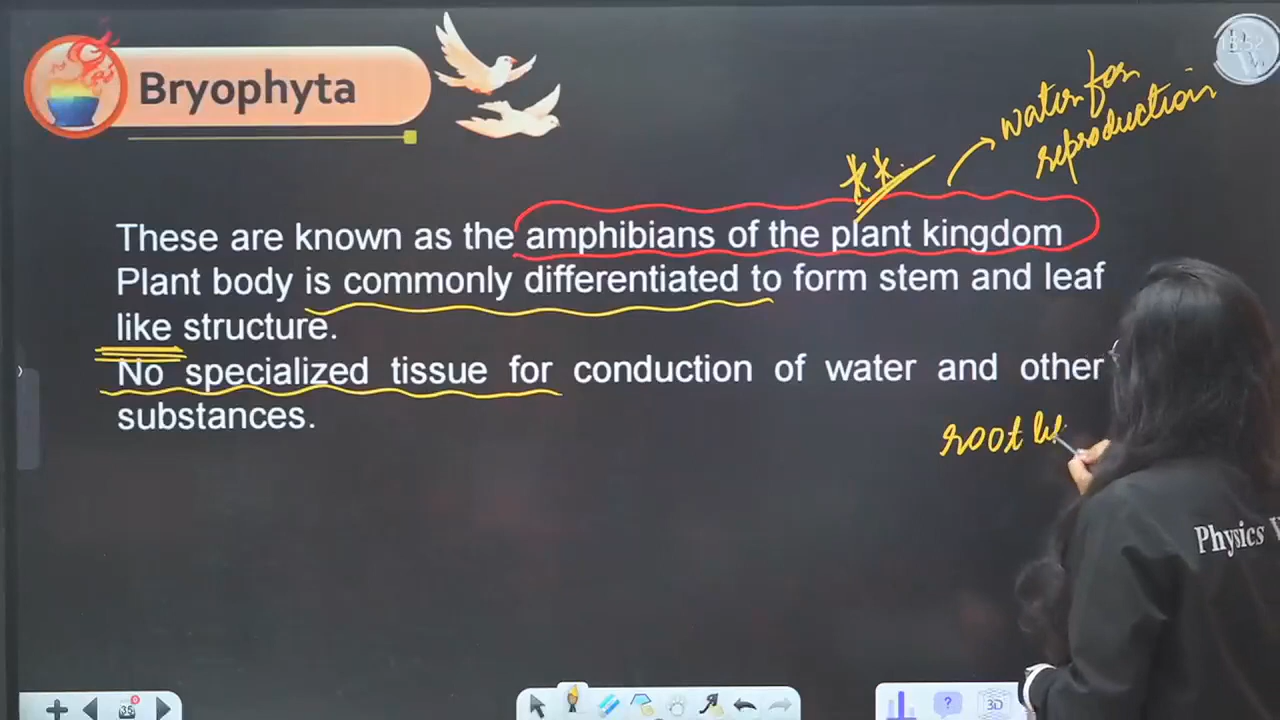 Bryophyta
water for
reproduction
These are known as the amphibians of the plant kingdom
Plant body is commonly differentiated to form stem and leaf
like structure.
No specialized tissue for conduction of water and other
substances.
root
Physics
35
?
3D